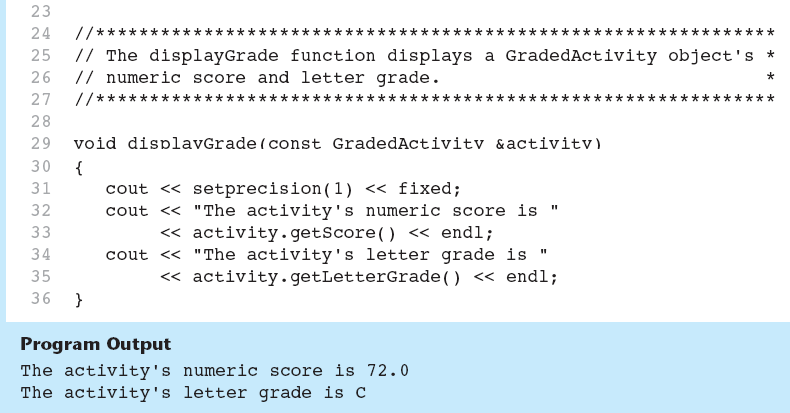 23
24 //***************************************************************
25 // The displayGrade function displays a GradedActivity object's *
26 // numeric score and letter grade. *
27 //***************************************************************
28
29 void displayGrade(const GradedActivity &activity)
30 {
31 cout << setprecision(1) << fixed;
32 cout << "The activity's numeric score is "
33 << activity.getScore() << endl;
34 cout << "The activity's letter grade is "
35 << activity.getLetterGrade() << endl;
36 }
Program Output
The activity's numeric score is 72.0
The activity's letter grade is C